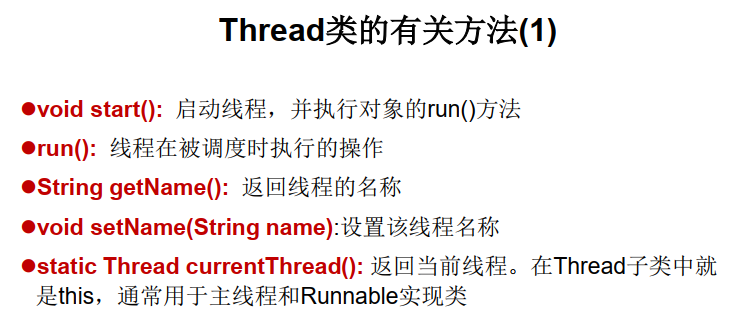 Thread类的有关方法(1)
●void start(): 启动线程，并执行对象的run()方法
●run(): 线程在被调度时执行的操作
●String getName(): 返回线程的名称
●void setName(String name):设置该线程名称
●static Thread currentThread(): 返回当前线程。在Thread子类中就
是this，通常用于主线程和Runnable实现类